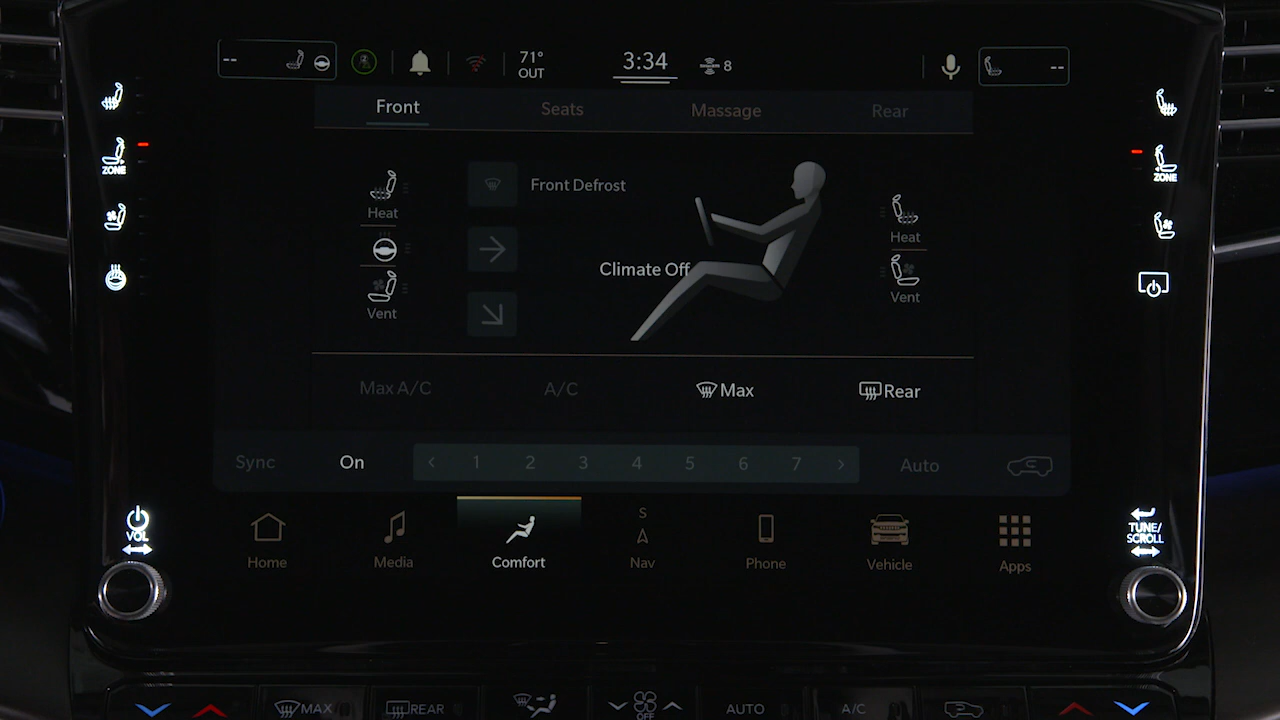 -- 71° OUT 3:34 8 --
Front Seats Massage Rear
ZONE
ZONE
Front Defrost
Heat
Vent
Climate Off
Heat
Vent
Max A/C A/C Max Rear
Sync On < 1 2 3 4 5 6 7 > Auto
VOL
TUNE/
SCROLL
S
Home Media Comfort Nav Phone Vehicle Apps
MAX REAR OFF AUTO A/C